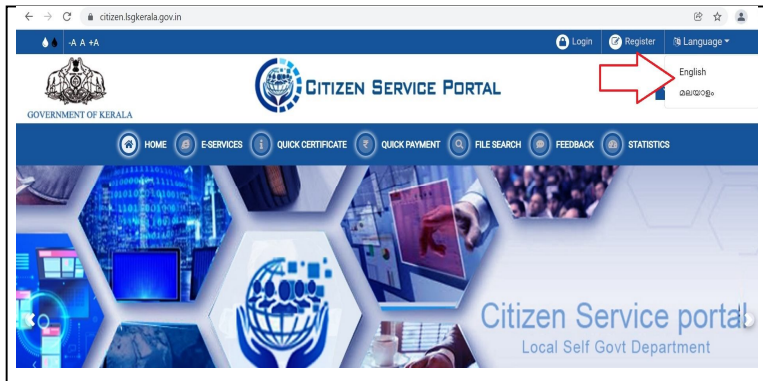 citizen.lsgkerala.gov.in
-A A +A
Login
Register
Language
English
മലയാളം
GOVERNMENT OF KERALA
CITIZEN SERVICE PORTAL
HOME
E-SERVICES
QUICK CERTIFICATE
QUICK PAYMENT
FILE SEARCH
FEEDBACK
STATISTICS
Citizen Service portal
Local Self Govt Department